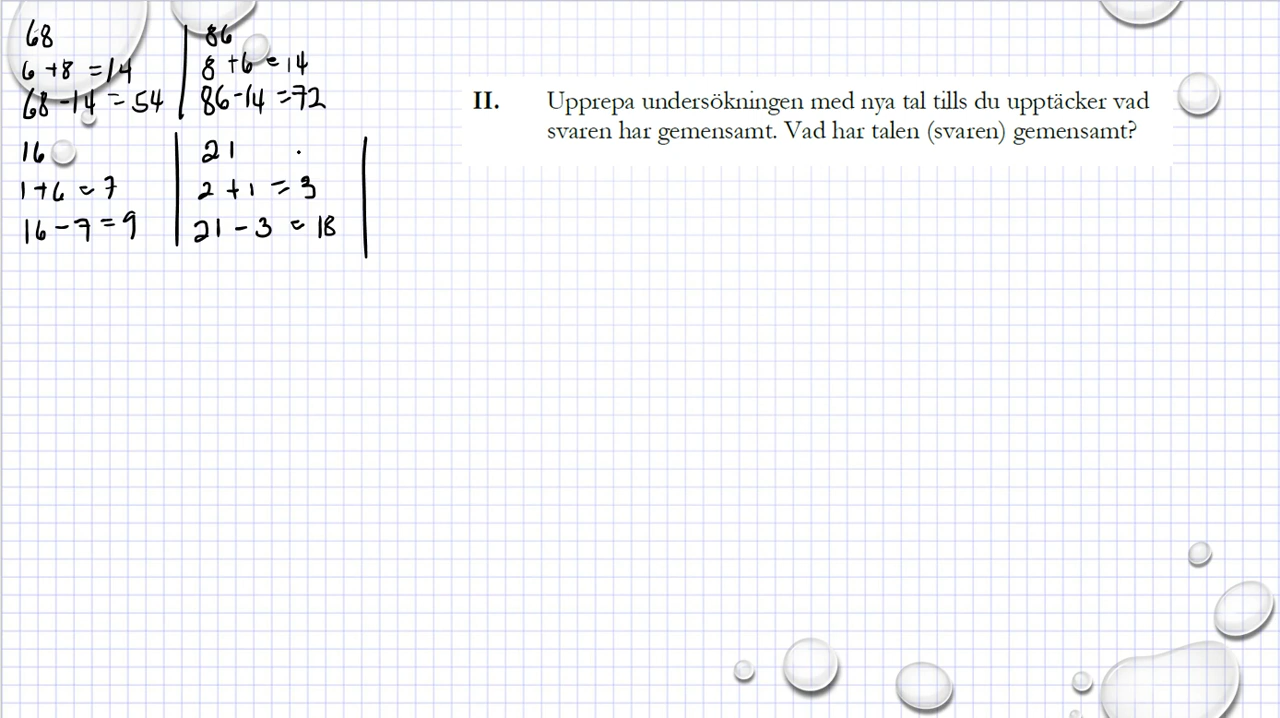 68
6 + 8 = 14
68 - 14 = 54
86
8 + 6 = 14
86 - 14 = 72
16
1 + 6 = 7
16 - 7 = 9
21
2 + 1 = 3
21 - 3 = 18
II. Upprepa undersökningen med nya tal tills du upptäcker vad
svaren har gemensamt. Vad har talen (svaren) gemensamt?